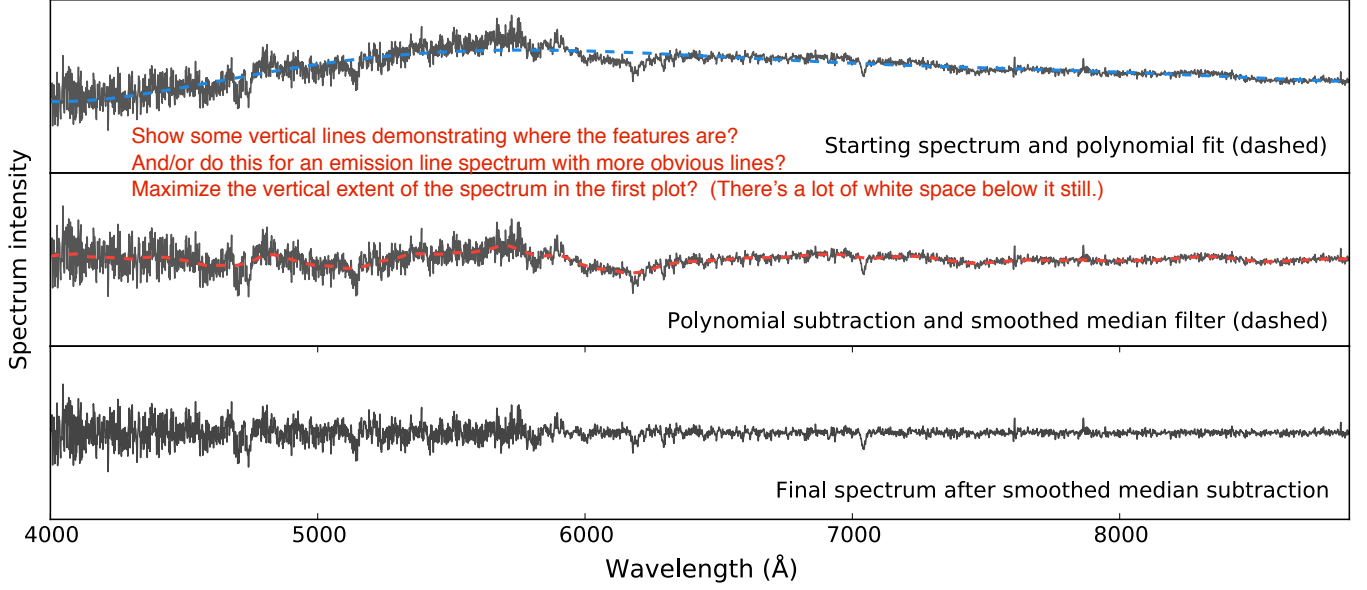 Show some vertical lines demonstrating where the features are?
And/or do this for an emission line spectrum with more obvious lines?
Starting spectrum and polynomial fit (dashed)
Maximize the vertical extent of the spectrum in the first plot?  (There's a lot of white space below it still.)
Spectrum intensity
Polynomial subtraction and smoothed median filter (dashed)
Final spectrum after smoothed median subtraction
4000 5000 6000 7000 8000
Wavelength (Å)